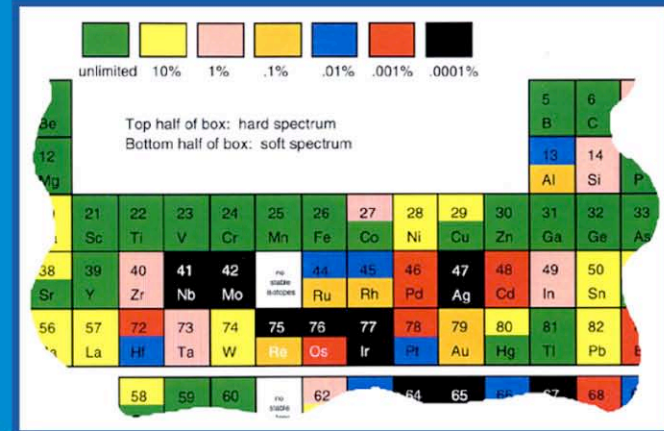 unlimited 10% 1% .1% .01% .001% .0001%
Top half of box: hard spectrum
Bottom half of box: soft spectrum
5 6
Be B C
12 13 14
Mg Al Si P
21 22 23 24 25 26 27 28 29 30 31 32 33
Sc Ti V Cr Mn Fe Co Ni Cu Zn Ga Ge As
38 39 40 41 42 no stable isotopes 44 45 46 47 48 49 50
Sr Y Zr Nb Mo Ru Rh Pd Ag Cd In Sn
56 57 72 73 74 75 76 77 78 79 80 81 82
La Hf Ta W Re Os Ir Pt Au Hg Tl Pb
58 59 60 no stable 62 64 65 66 67 68